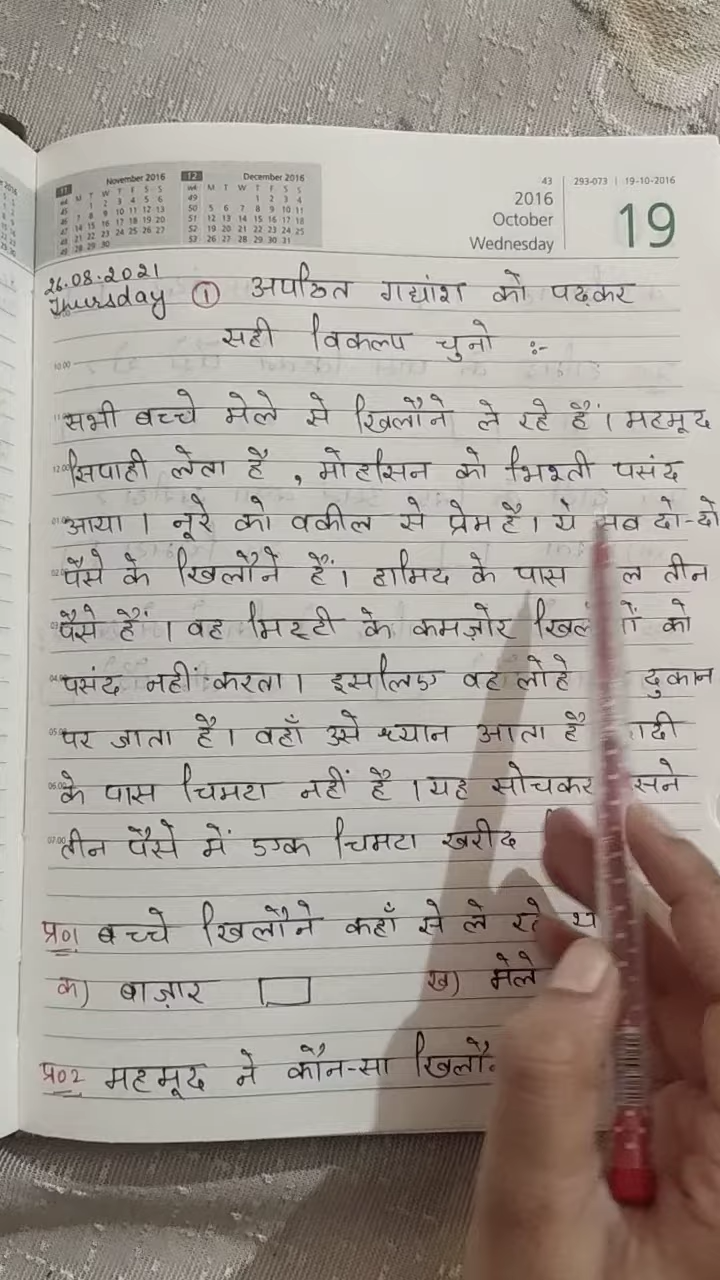 November 2016
December 2016
43 293-073 19-10-2016
2016
October
Wednesday
19
26.08.2021
Thursday ① अपठित गद्यांश को पढ़कर
सही विकल्प चुनो :-
सभी बच्चे मेले से खिलौने ले रहे हैं। महमूद
सिपाही लेता है, मोहसिन को भिश्ती पसंद
आया। नूरे को वकील से प्रेम है। ये सब दो-दो
पैसे के खिलौने हैं। हामिद के पास तीन
पैसे हैं। वह मिट्टी के कमज़ोर को
पसंद नहीं करता। इसलिए वह लोहे दुकान
पर जाता है। वहाँ उसे ध्यान आता है
के पास चिमटा नहीं है। यह सोचकर
तीन पैसे में एक चिमटा खरीद
प्र01 बच्चे खिलौने कहाँ से ले रहे
क) बाज़ार ख) मेले
प्र02 महमूद ने कौन-सा